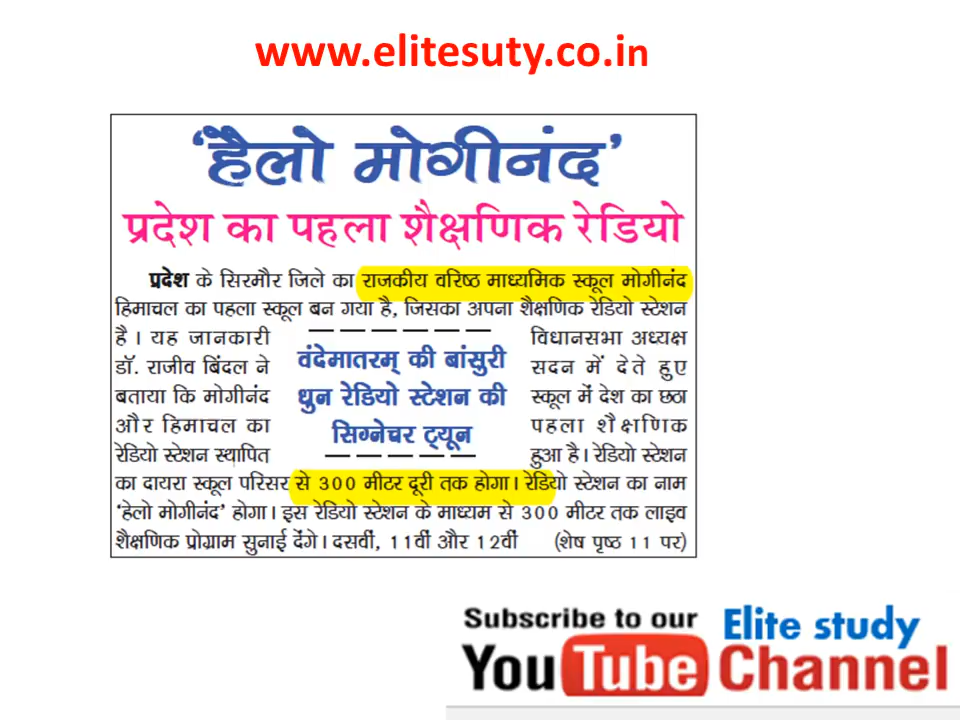 www.elitesuty.co.in
‘हैलो मोगीनंद’
प्रदेश का पहला शैक्षणिक रेडियो
प्रदेश के सिरमौर जिले का राजकीय वरिष्ठ माध्यमिक स्कूल मोगीनंद
हिमाचल का पहला स्कूल बन गया है, जिसका अपना शैक्षणिक रेडियो स्टेशन
है। यह जानकारी विधानसभा अध्यक्ष
डॉ. राजीव बिंदल ने सदन में देते हुए
बताया कि मोगीनंद स्कूल में देश का छठा
और हिमाचल का पहला शैक्षणिक
रेडियो स्टेशन स्थापित हुआ है। रेडियो स्टेशन
वंदेमातरम् की बांसुरी
धुन रेडियो स्टेशन की
सिग्नेचर ट्यून
का दायरा स्कूल परिसर से 300 मीटर दूरी तक होगा। रेडियो स्टेशन का नाम
‘हेलो मोगीनंद’ होगा। इस रेडियो स्टेशन के माध्यम से 300 मीटर तक लाइव
शैक्षणिक प्रोग्राम सुनाई देंगे। दसवीं, 11वीं और 12वीं (शेष पृष्ठ 11 पर)
Subscribe to our Elite study
YouTube Channel